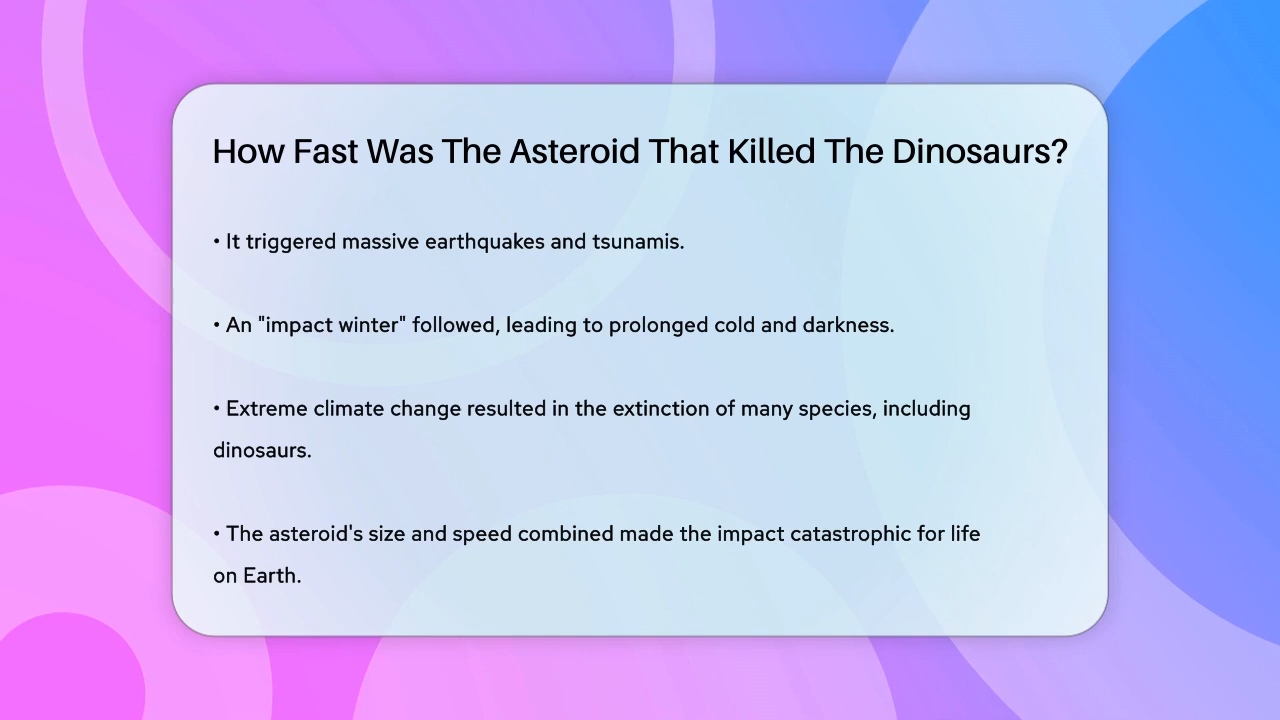 How Fast Was The Asteroid That Killed The Dinosaurs?
• It triggered massive earthquakes and tsunamis.
• An "impact winter" followed, leading to prolonged cold and darkness.
• Extreme climate change resulted in the extinction of many species, including
dinosaurs.
• The asteroid's size and speed combined made the impact catastrophic for life
on Earth.